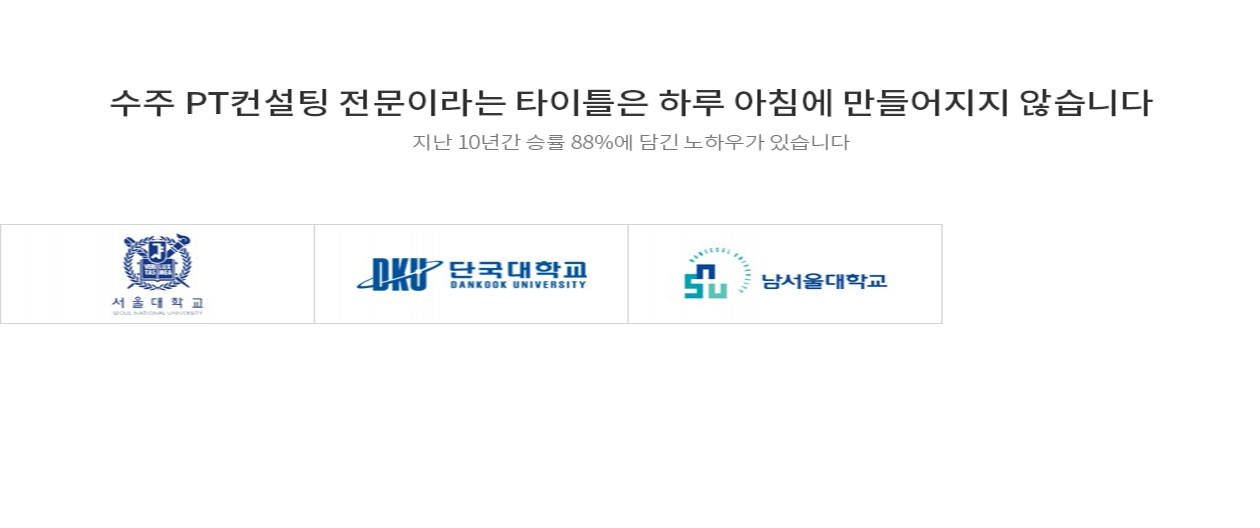 수주 PT컨설팅 전문이라는 타이틀은 하루 아침에 만들어지지 않습니다
지난 10년간 승률 88%에 담긴 노하우가 있습니다
서울대학교
SEOUL NATIONAL UNIVERSITY
DKU 단국대학교
DANKOOK UNIVERSITY
NAMSEOUL UNIVERSITY
nsu 남서울대학교